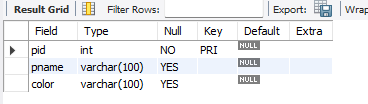 Result Grid Filter Rows: Export: Wrap
Field Type Null Key Default Extra
pid int NO PRI NULL
pname varchar(100) YES NULL
color varchar(100) YES NULL